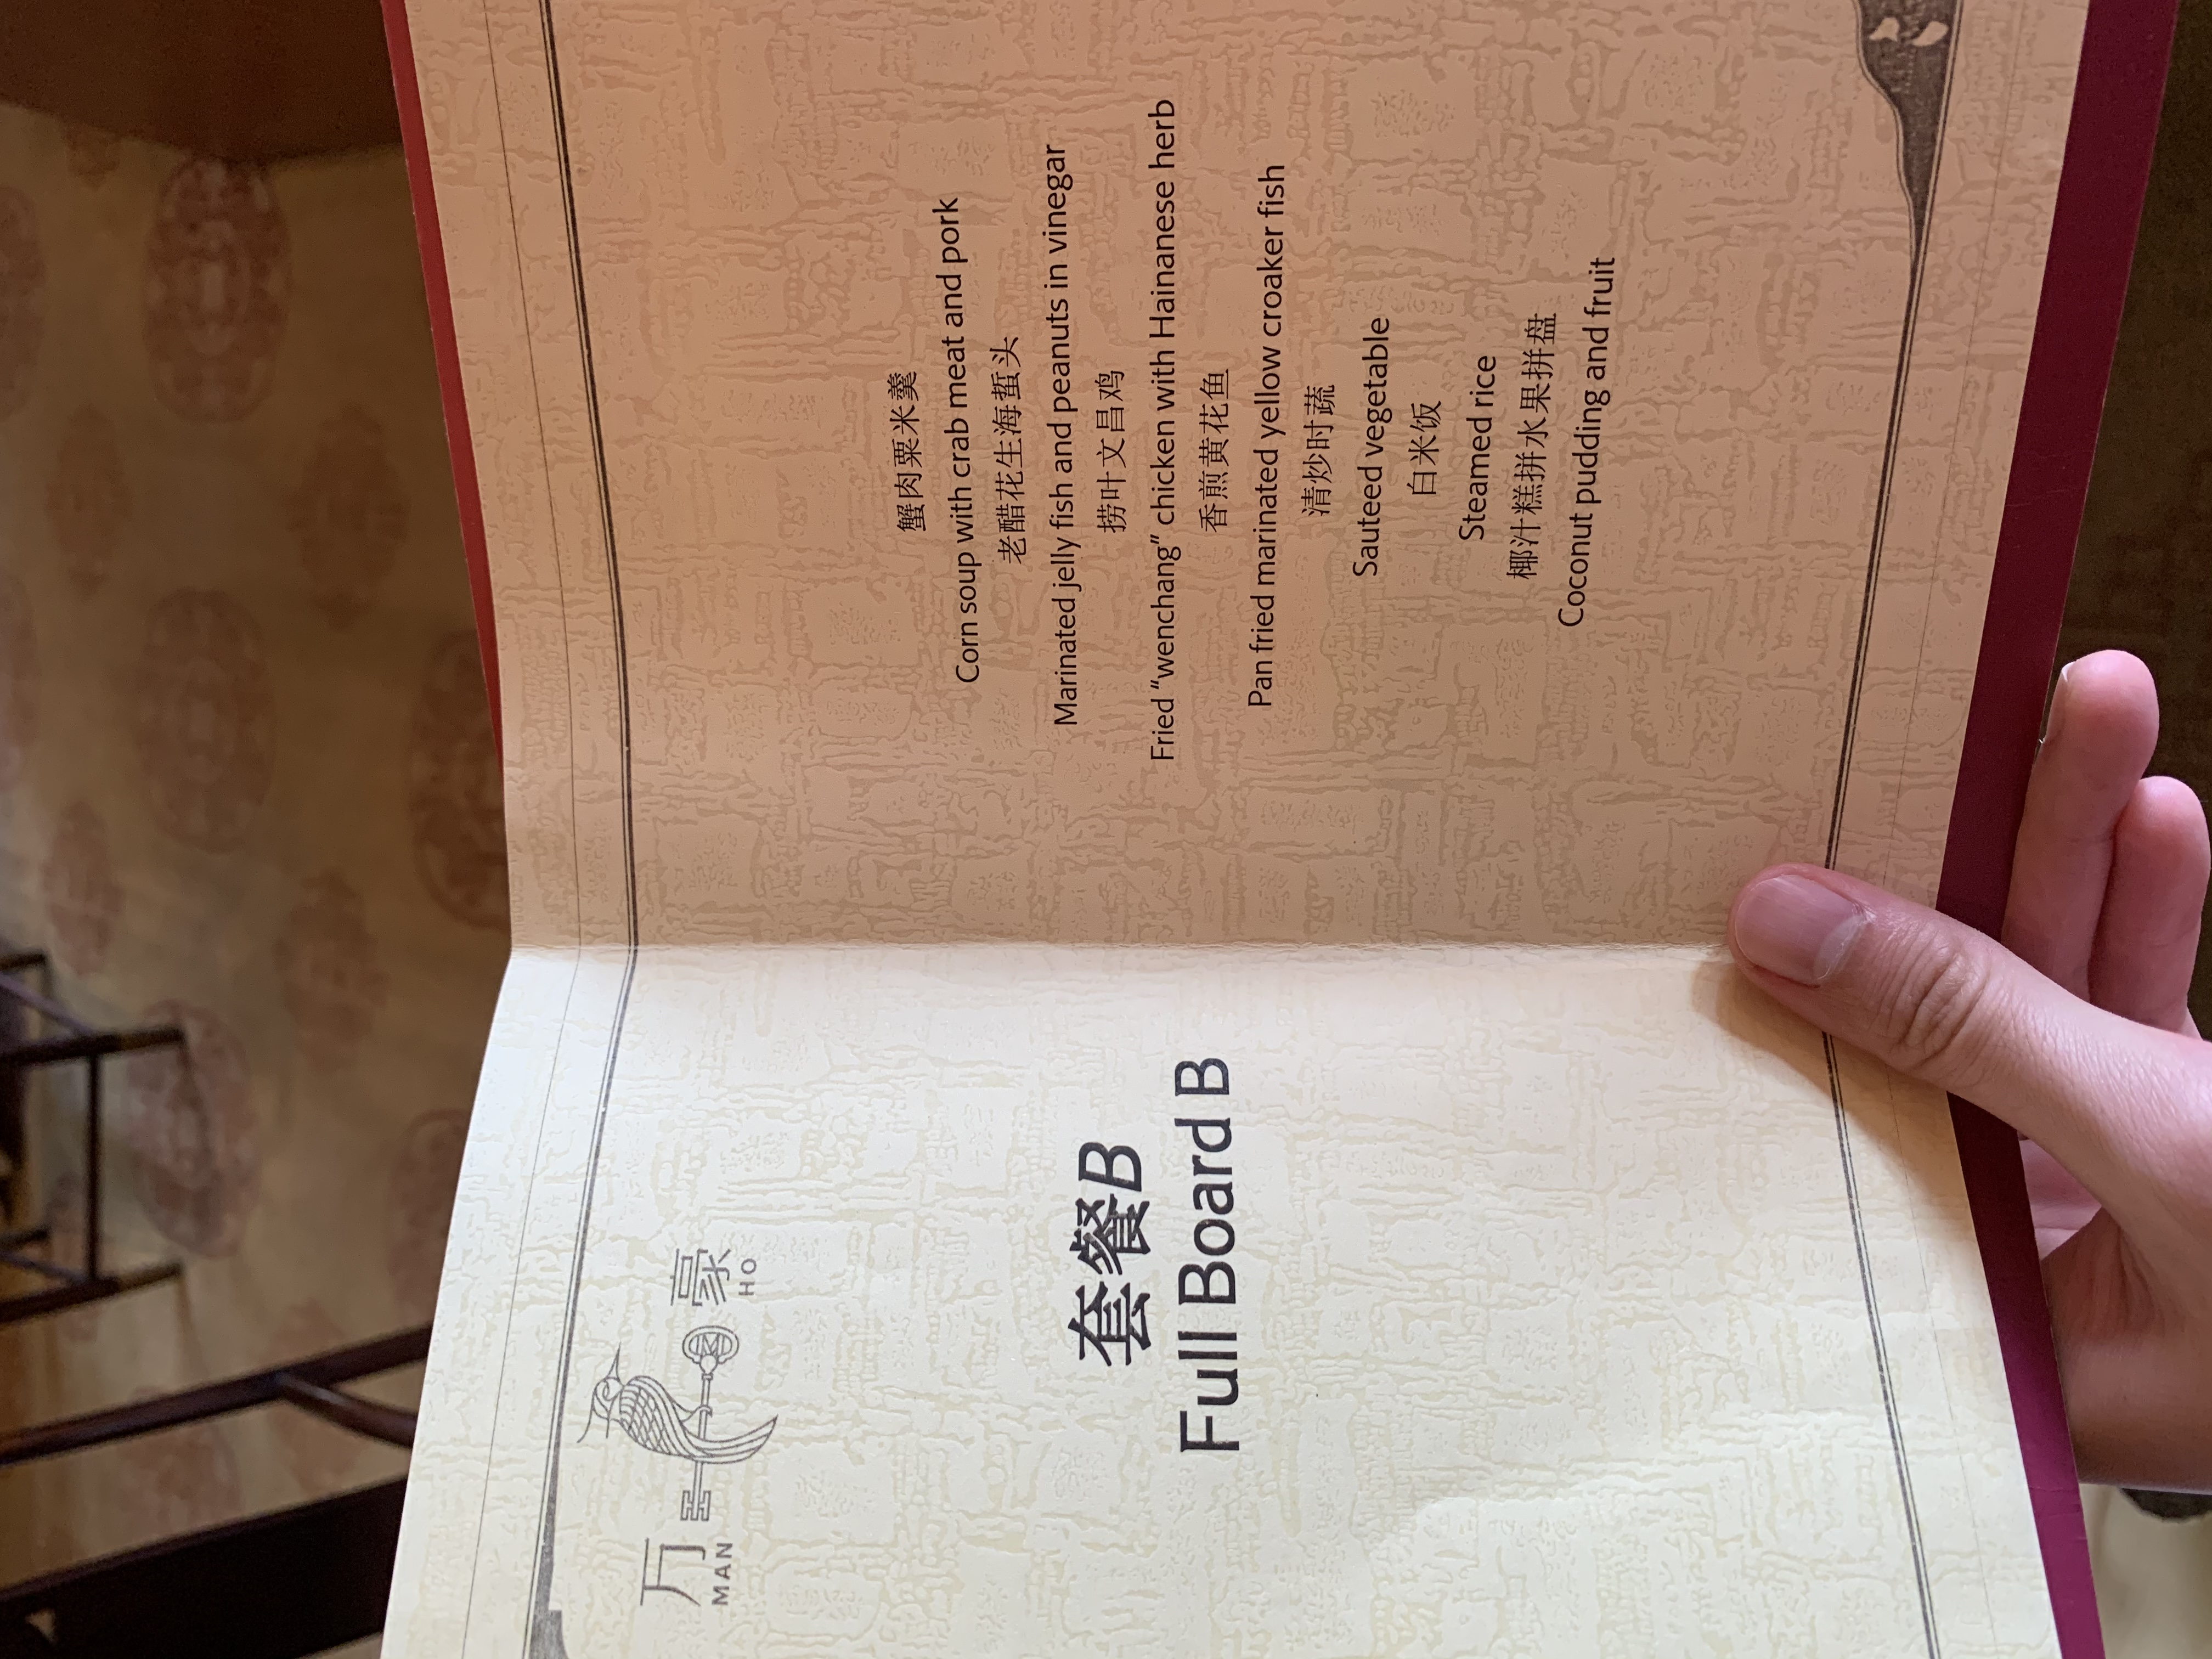 万豪
MAN HO
套餐B
Full Board B
蟹肉粟米羹
Corn soup with crab meat and pork
老醋花生海蜇头
Marinated jelly fish and peanuts in vinegar
捞叶文昌鸡
Fried “wenchang” chicken with Hainanese herb
香煎黄花鱼
Pan fried marinated yellow croaker fish
清炒时蔬
Sauteed vegetable
白米饭
Steamed rice
椰汁糕拼水果拼盘
Coconut pudding and fruit